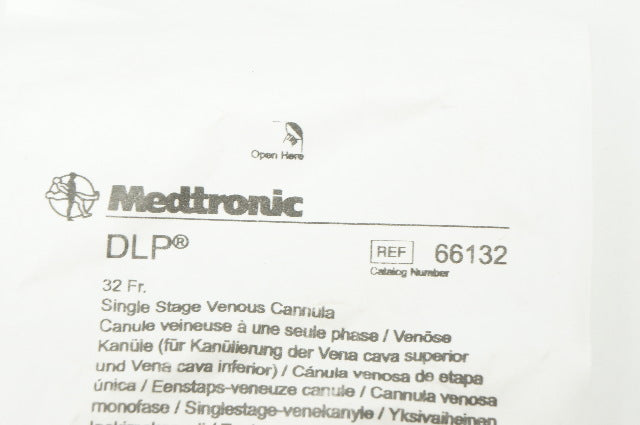 Open Here
Medtronic
DLP®
REF 66132
Catalog Number
32 Fr.
Single Stage Venous Cannula
Canule veineuse à une seule phase / Venöse
Kanüle (für Kanülierung der Vena cava superior
und Vena cava inferior) / Cánula venosa de etapa
única / Eenstaps-veneuze canule / Cannula venosa
monofase / Singlestage-venekanyle / Yksivaiheinen